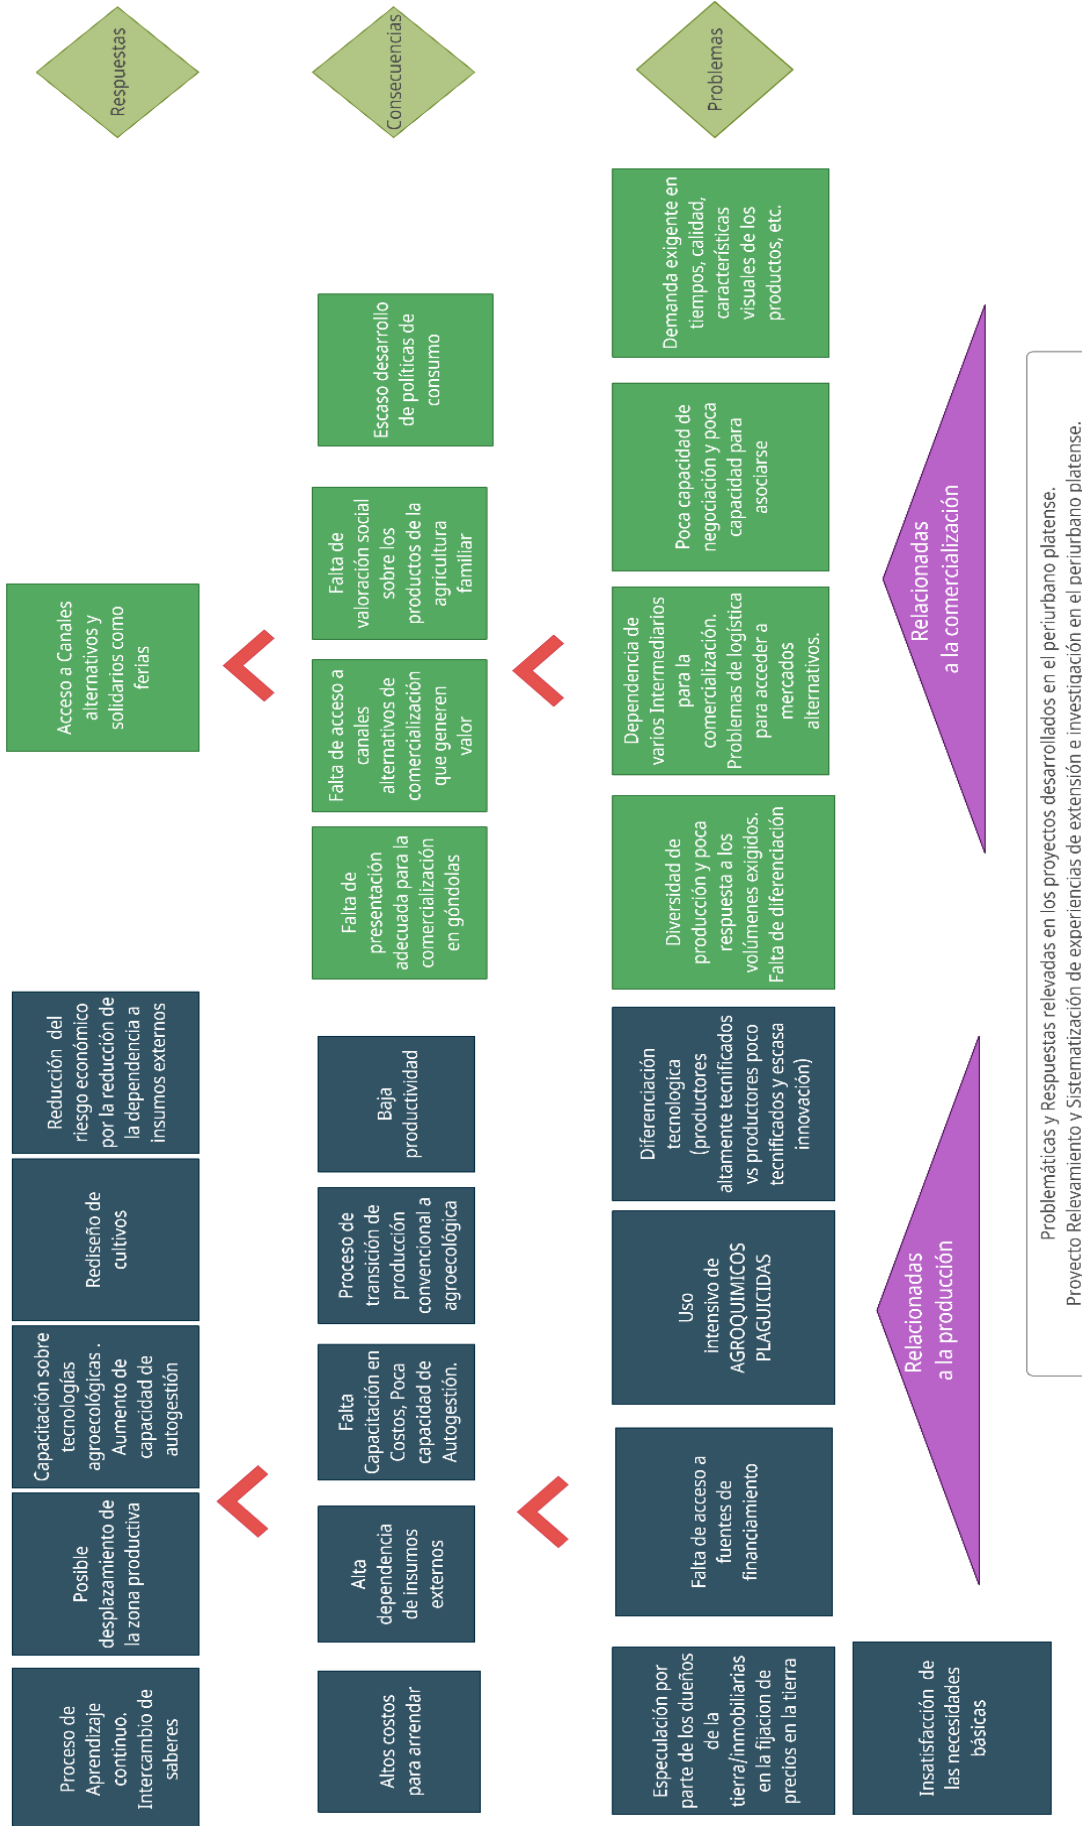 Proceso de
Aprendizaje
continuo.
Intercambio de
saberes
Posible
desplazamiento de
la zona productiva
Capacitación sobre
tecnologías
agroecológicas .
Aumento de
capacidad de
autogestión
Rediseño de
cultivos
Reducción del
riesgo económico
por la reducción de
la dependencia a
insumos externos
Acceso a Canales
alternativos y
solidarios como
ferias
Respuestas
Altos costos
para arrendar
Alta
dependencia
de insumos
externos
Falta
Capacitación en
Costos, Poca
capacidad de
Autogestión.
Proceso de
transición de
producción
convencional a
agroecológica
Baja
productividad
Falta de
presentación
adecuada para la
comercialización
en góndolas
Falta de acceso a
canales
alternativos de
comercialización
que generen
valor
Falta de
valoración social
sobre los
productos de la
agricultura
familiar
Escaso desarrollo
de políticas de
consumo
Consecuencias
Especulación por
parte de los dueños
de la
tierra/inmobiliarias
en la fijacion de
precios en la tierra
Falta de acceso a
fuentes de
financiamiento
Uso
intensivo de
AGROQUIMICOS
PLAGUICIDAS
Diferenciación
tecnologica
(productores
altamente tecnificados
vs productores poco
tecnificados y escasa
innovación)
Diversidad de
producción y poca
respuesta a los
volúmenes exigidos.
Falta de diferenciación
Dependencia de
varios Intermediarios
para la
comercialización.
Problemas de logística
para acceder a
mercados
alternativos.
Poca capacidad de
negociación y poca
capacidad para
asociarse
Demanda exigente en
tiempos, calidad,
características
visuales de los
productos, etc.
Problemas
Insatisfacción de
las necesidades
básicas
Relacionadas
a la producción
Relacionadas
a la comercialización
Problemáticas y Respuestas relevadas en los proyectos desarrollados en el periurbano platense.
Proyecto Relevamiento y Sistematización de experiencias de extensión e investigación en el periurbano platense.